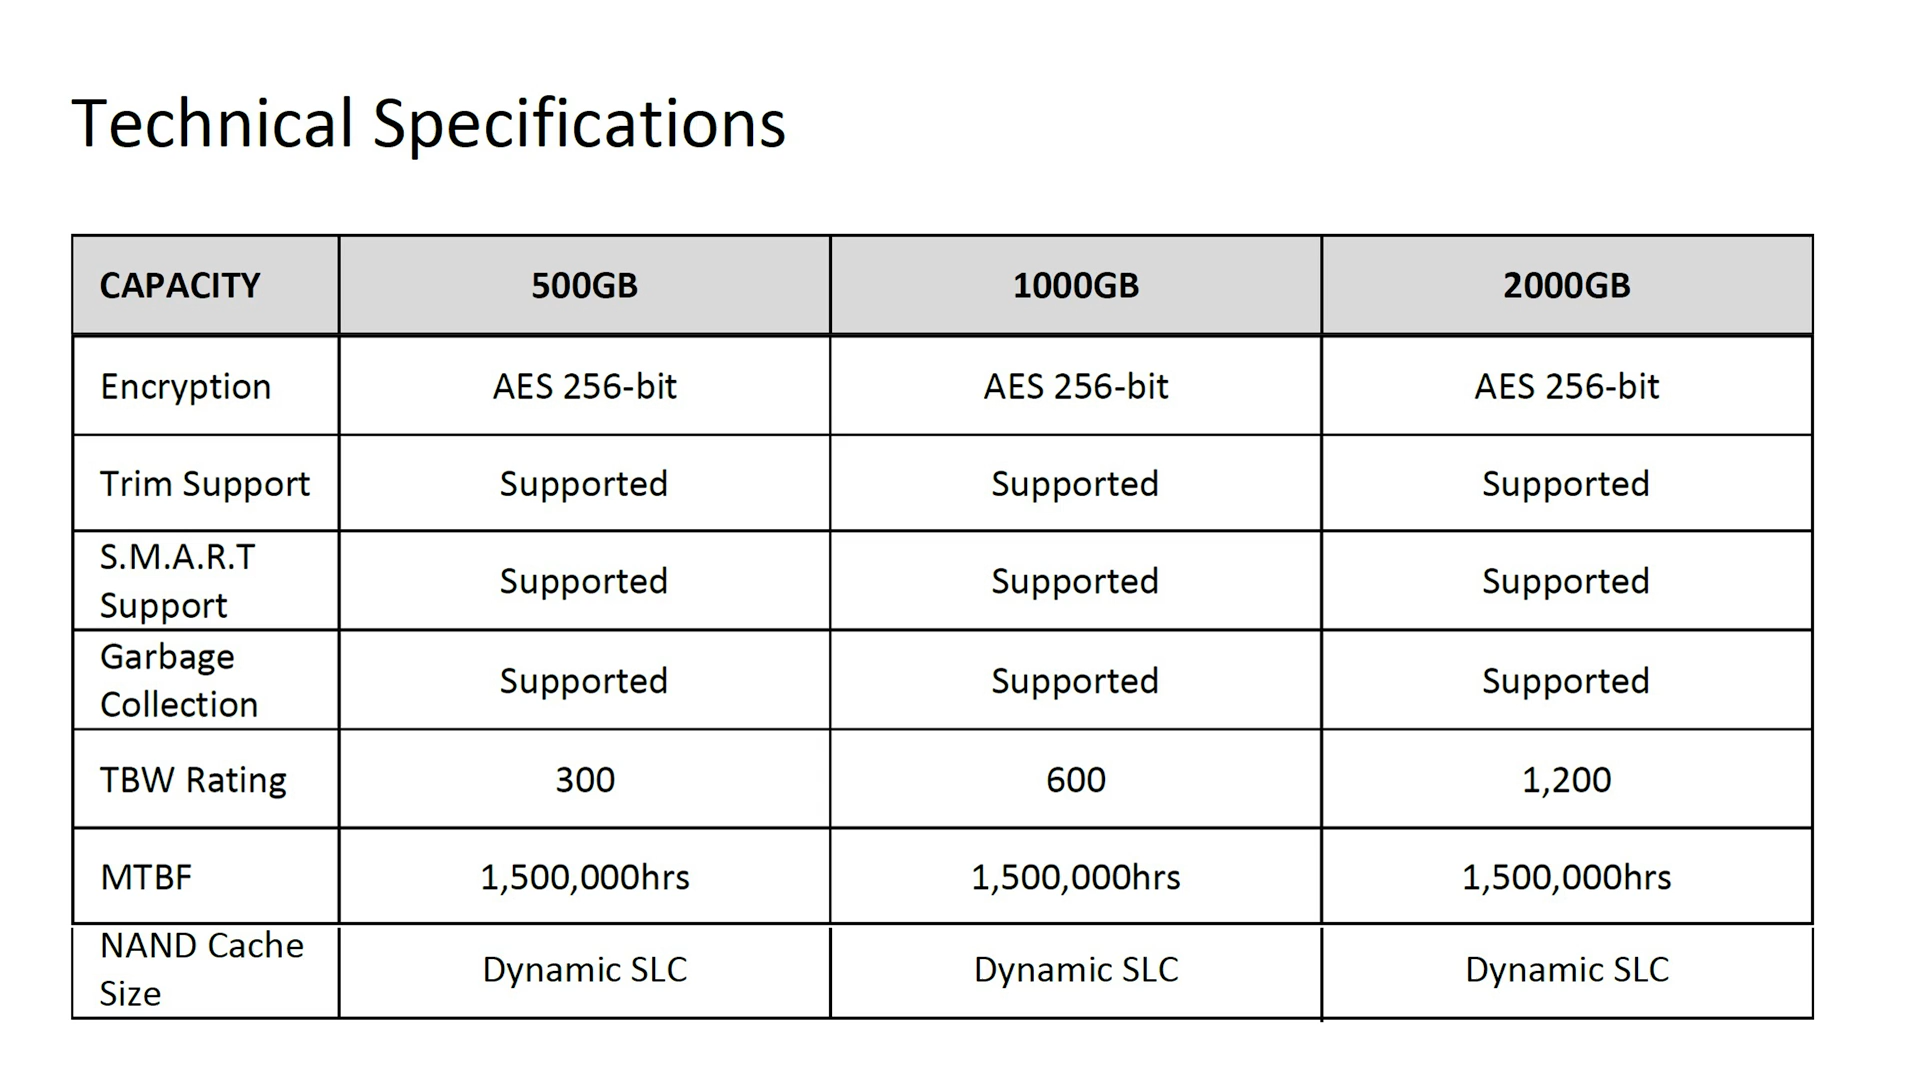 Technical Specifications
CAPACITY 500GB 1000GB 2000GB
Encryption AES 256-bit AES 256-bit AES 256-bit
Trim Support Supported Supported Supported
S.M.A.R.T
Support Supported Supported Supported
Garbage
Collection Supported Supported Supported
TBW Rating 300 600 1,200
MTBF 1,500,000hrs 1,500,000hrs 1,500,000hrs
NAND Cache
Size Dynamic SLC Dynamic SLC Dynamic SLC